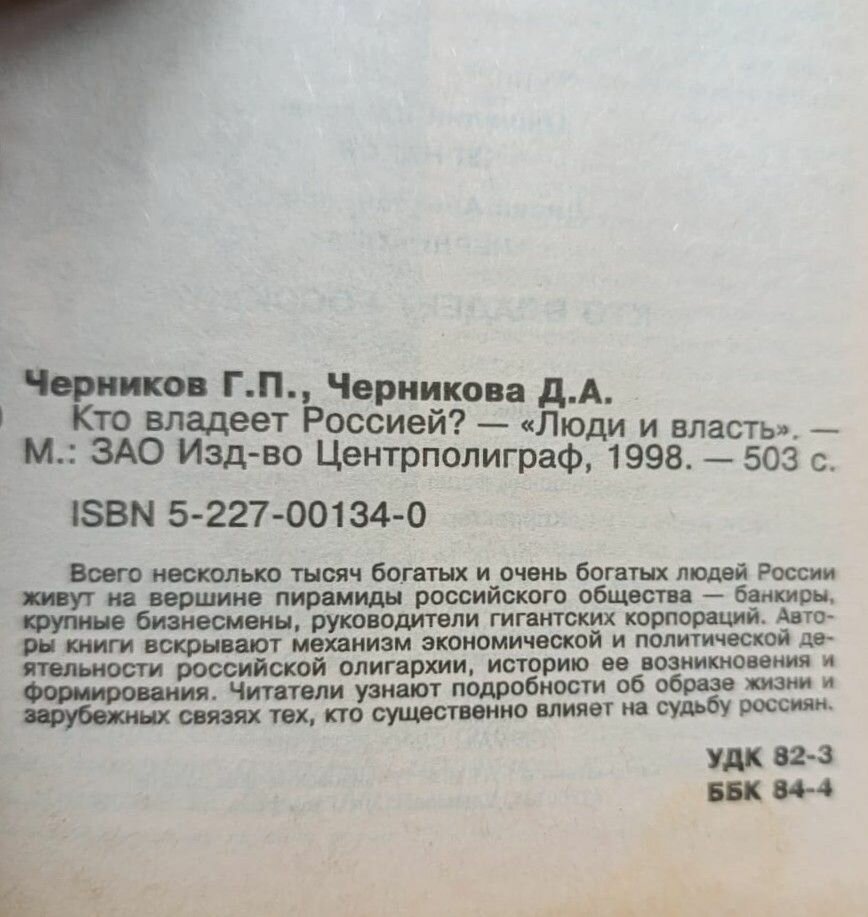 Черников Г.П., Черникова Д.А.
Кто владеет Россией? — «Люди и власть». —
М.: ЗАО Изд-во Центрполиграф, 1998. — 503 с.
ISBN 5-227-00134-0
Всего несколько тысяч богатых и очень богатых людей России
живут на вершине пирамиды российского общества — банкиры,
крупные бизнесмены, руководители гигантских корпораций. Авто-
ры книги вскрывают механизм экономической и политической де-
ятельности российской олигархии, историю ее возникновения и
формирования. Читатели узнают подробности об образе жизни и
зарубежных связях тех, кто существенно влияет на судьбу россиян.
УДК 82-3
ББК 84-4